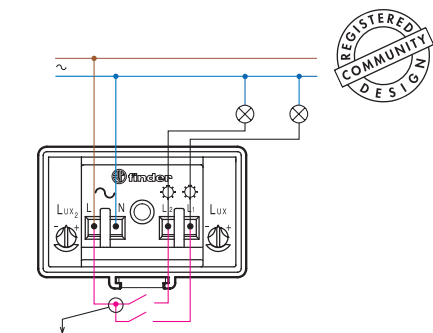 REGISTERED
COMMUNITY
DESIGN
~
finder
~
LUX2 L N L2 L1 LUX
- + - +